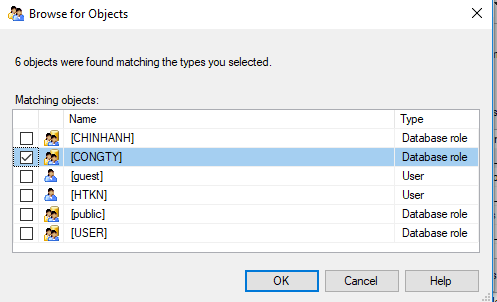 Browse for Objects
6 objects were found matching the types you selected.
Matching objects:
Name Type
[CHINHANH] Database role
[CONGTY] Database role
[guest] User
[HTKN] User
[public] Database role
[USER] Database role
OK Cancel Help